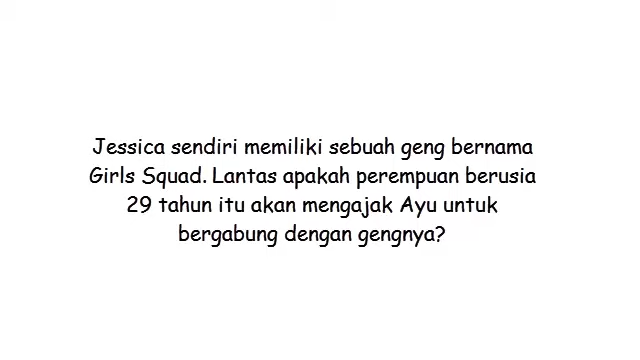 Jessica sendiri memiliki sebuah geng bernama
Girls Squad. Lantas apakah perempuan berusia
29 tahun itu akan mengajak Ayu untuk
bergabung dengan gengnya?